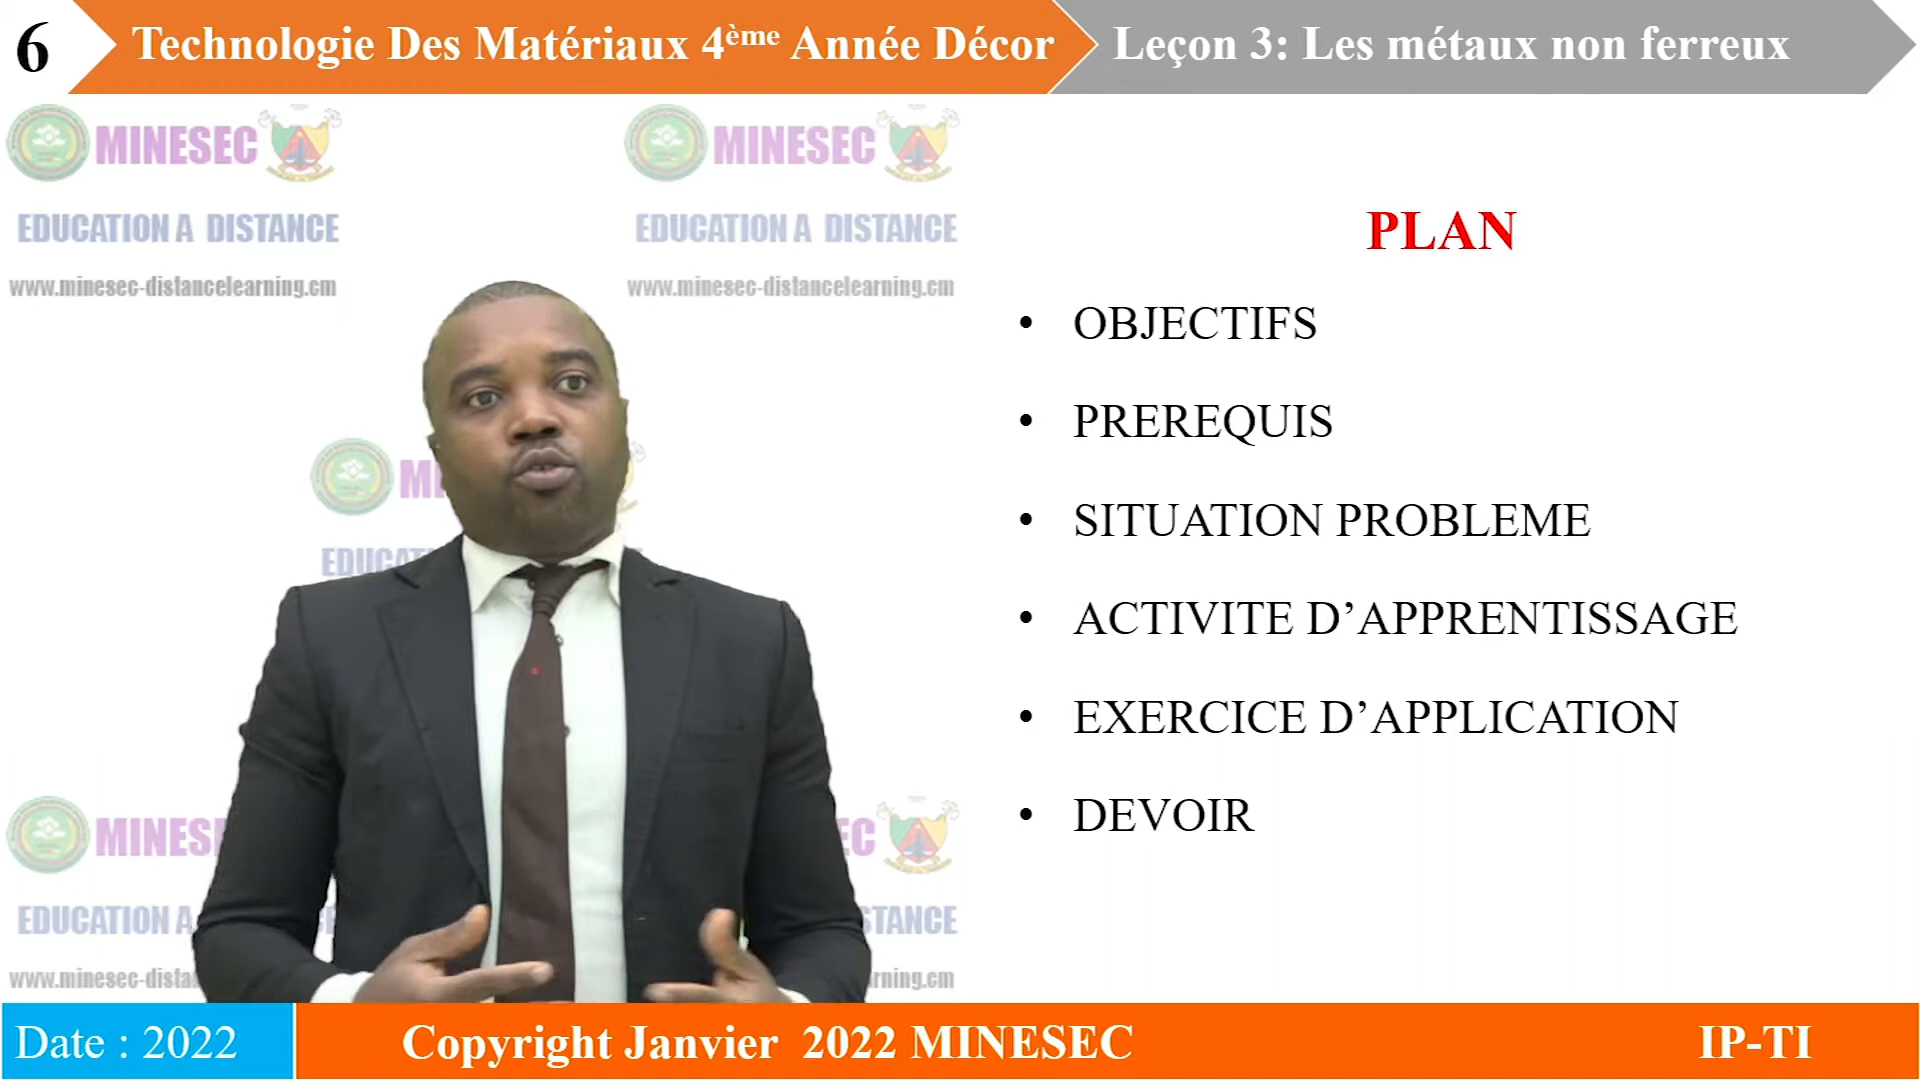 6
Technologie Des Matériaux 4ème Année Décor
Leçon 3: Les métaux non ferreux
MINESEC
EDUCATION A DISTANCE
www.minesec-distancelearning.cm
MINESEC
EDUCATION A DISTANCE
www.minesec-distancelearning.cm
PLAN
• OBJECTIFS
• PREREQUIS
• SITUATION PROBLEME
• ACTIVITE D’APPRENTISSAGE
• EXERCICE D’APPLICATION
• DEVOIR
Date : 2022
Copyright Janvier 2022 MINESEC
IP-TI